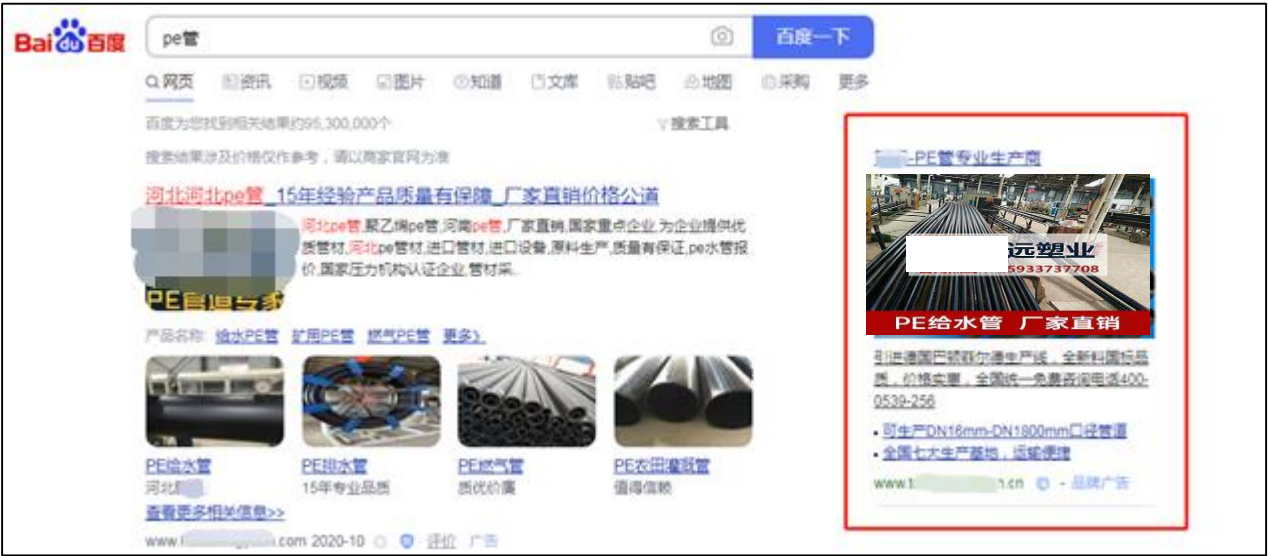 Bai du 百度
pe管
百度一下
网页 资讯 视频 图片 知道 文库 贴吧 地图 采购 更多
百度为您找到相关结果约95,300,000个
搜索工具
搜索结果涉及价格仅作参考，请以商家官网为准
河北河北pe管_15年经验产品质量有保障_厂家直销价格公道
河北pe管,聚乙烯pe管,河南pe管,厂家直销,国家重点企业,为企业提供优
质管材,河北pe管材,进口管材,进口设备,原料生产,质量有保证,pe水管报
价,国家压力机构认证企业,管材采..
PE管道专家
产品名称: 给水PE管 矿用PE管 燃气PE管 更多》
PE给水管 PE排水管 PE燃气管 PE农田灌溉管
河北 15年专业品质 质优价廉 值得信赖
查看更多相关信息>>
www. .com 2020-10 评价 广告
-PE管专业生产商
远塑业
5933737708
PE给水管 厂家直销
引进德国巴顿菲尔德生产线，全新料国标品
质，价格实惠，全国统一免费咨询电话400-
0539-256
可生产DN16mm-DN1800mm口径管道
全国七大生产基地，运输便捷
www.t .cn - 品牌广告